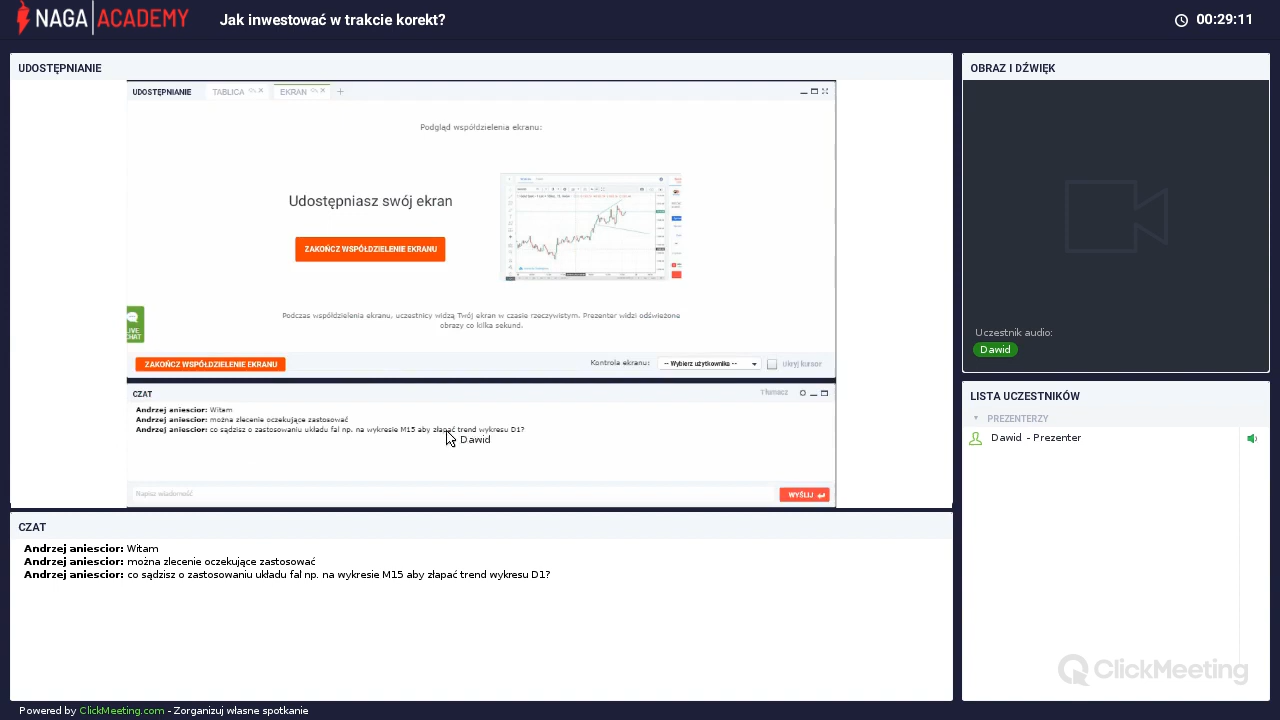 NAGA ACADEMY
Jak inwestować w trakcie korekt?
00:29:11
UDOSTĘPNIANIE
UDOSTĘPNIANIE
TABLICA
EKRAN
Podgląd współdzielenia ekranu:
Udostępniasz swój ekran
ZAKOŃCZ WSPÓŁDZIELENIE EKRANU
LIVE
CHAT
Podczas współdzielenia ekranu, uczestnicy widzą Twój ekran w czasie rzeczywistym. Prezenter widzi odświeżone
obrazy co kilka sekund.
ZAKOŃCZ WSPÓŁDZIELENIE EKRANU
Kontrola ekranu:
-- Wybierz użytkownika --
Ukryj kursor
CZAT
Tłumacz
Andrzej aniescior: Witam
Andrzej aniescior: można zlecenie oczekujące zastosować
Andrzej aniescior: co sądzisz o zastosowaniu układu fal np. na wykresie M15 aby złapać trend wykresu D1?
Dawid
Napisz wiadomość
WYŚLIJ
CZAT
Andrzej aniescior: Witam
Andrzej aniescior: można zlecenie oczekujące zastosować
Andrzej aniescior: co sądzisz o zastosowaniu układu fal np. na wykresie M15 aby złapać trend wykresu D1?
OBRAZ I DŹWIĘK
Uczestnik audio:
Dawid
LISTA UCZESTNIKÓW
PREZENTERZY
Dawid - Prezenter
ClickMeeting
Powered by ClickMeeting.com - Zorganizuj własne spotkanie